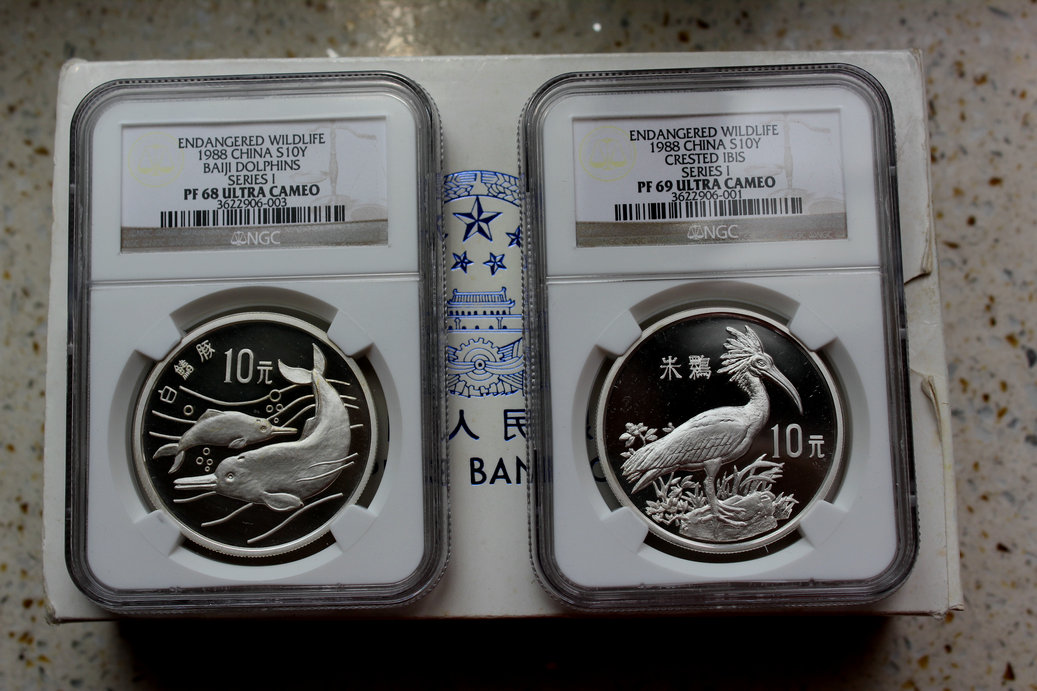 ENDANGERED WILDLIFE
1988 CHINA S10Y
BAIJI DOLPHINS
SERIES I
PF 68 ULTRA CAMEO
3622906-003
NGC
白鱀豚
10元
ENDANGERED WILDLIFE
1988 CHINA S10Y
CRESTED IBIS
SERIES I
PF 69 ULTRA CAMEO
3622906-001
NGC
朱鹮
10元
人民
BAN